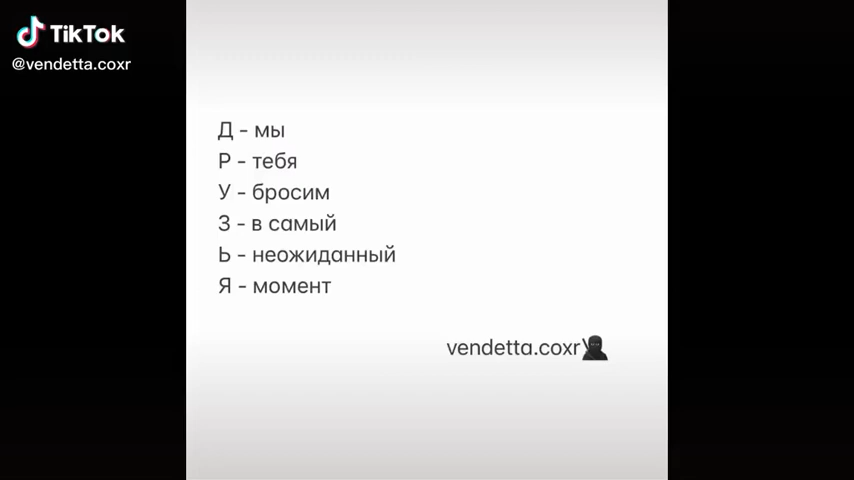 TikTok
@vendetta.coxr
Д - мы
Р - тебя
У - бросим
З - в самый
Ь - неожиданный
Я - момент
vendetta.coxr🥷